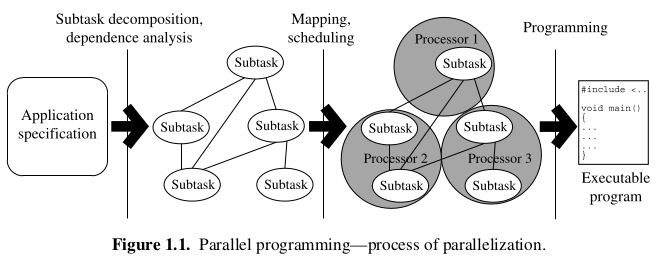 Subtask decomposition,
dependence analysis
Mapping,
scheduling
Programming
Application
specification
Subtask
Subtask
Subtask
Subtask
Subtask
Processor 1
Subtask
Subtask
Subtask
Processor 2
Processor 3
Subtask
Subtask
#include <..
void main()
{
...
...
...
}
Executable
program
Figure 1.1. Parallel programming—process of parallelization.